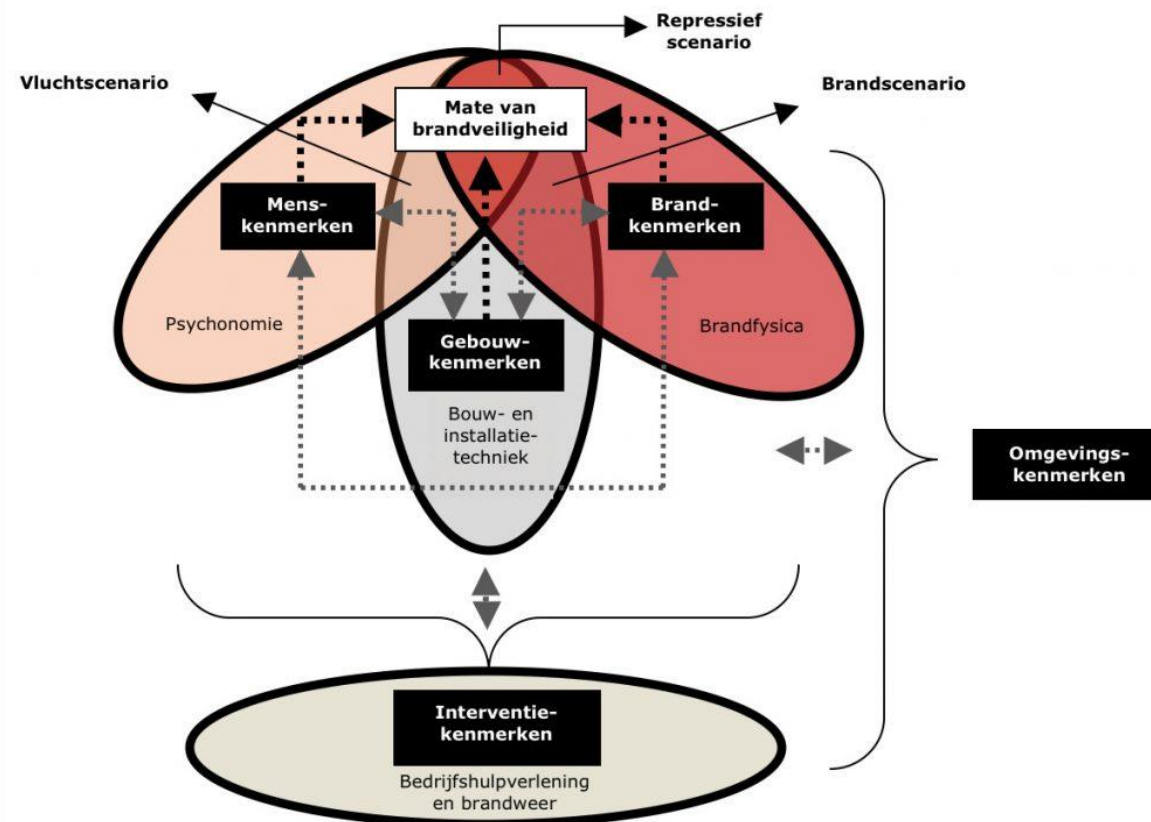 Repressief
scenario
Vluchtscenario
Brandscenario
Mate van
brandveiligheid
Mens-
kenmerken
Brand-
kenmerken
Psychonomie
Brandfysica
Gebouw-
kenmerken
Bouw- en
installatie-
techniek
Omgevings-
kenmerken
Interventie-
kenmerken
Bedrijfshulpverlening
en brandweer